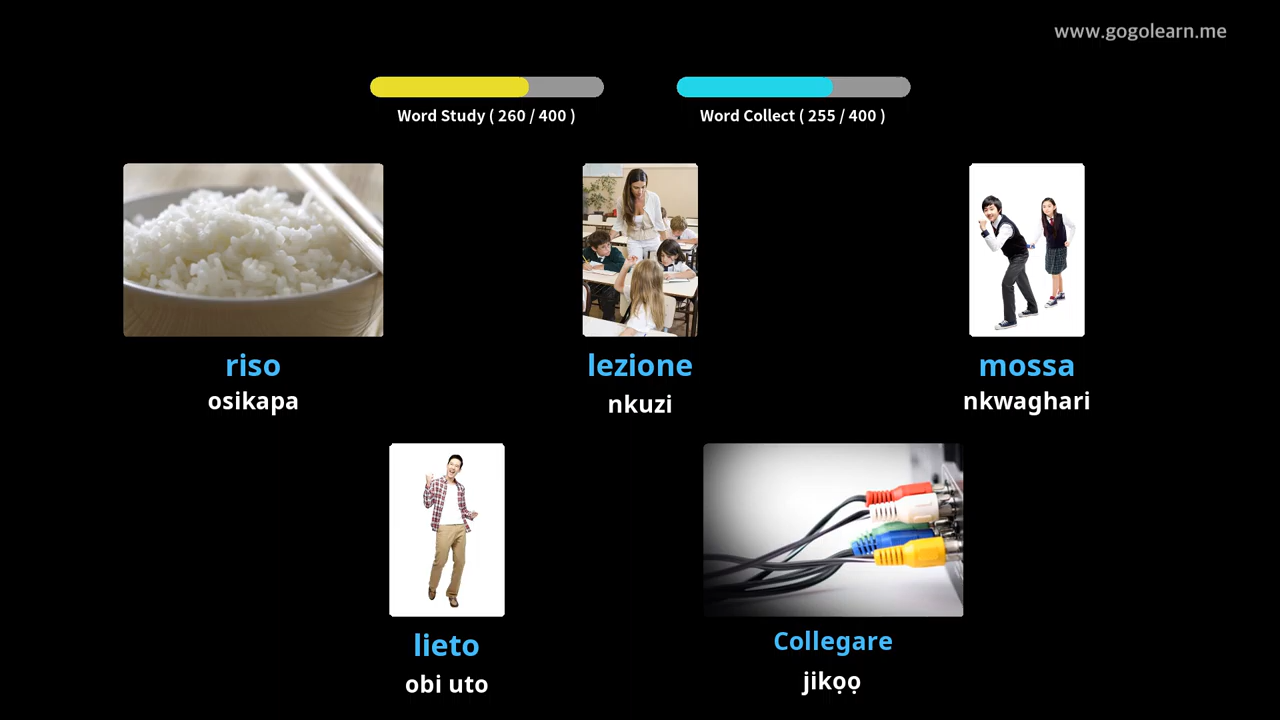 www.gogolearn.me
Word Study ( 260 / 400 )
Word Collect ( 255 / 400 )
riso
osikapa
lezione
nkuzi
mossa
nkwaghari
lieto
obi uto
Collegare
jikọọ